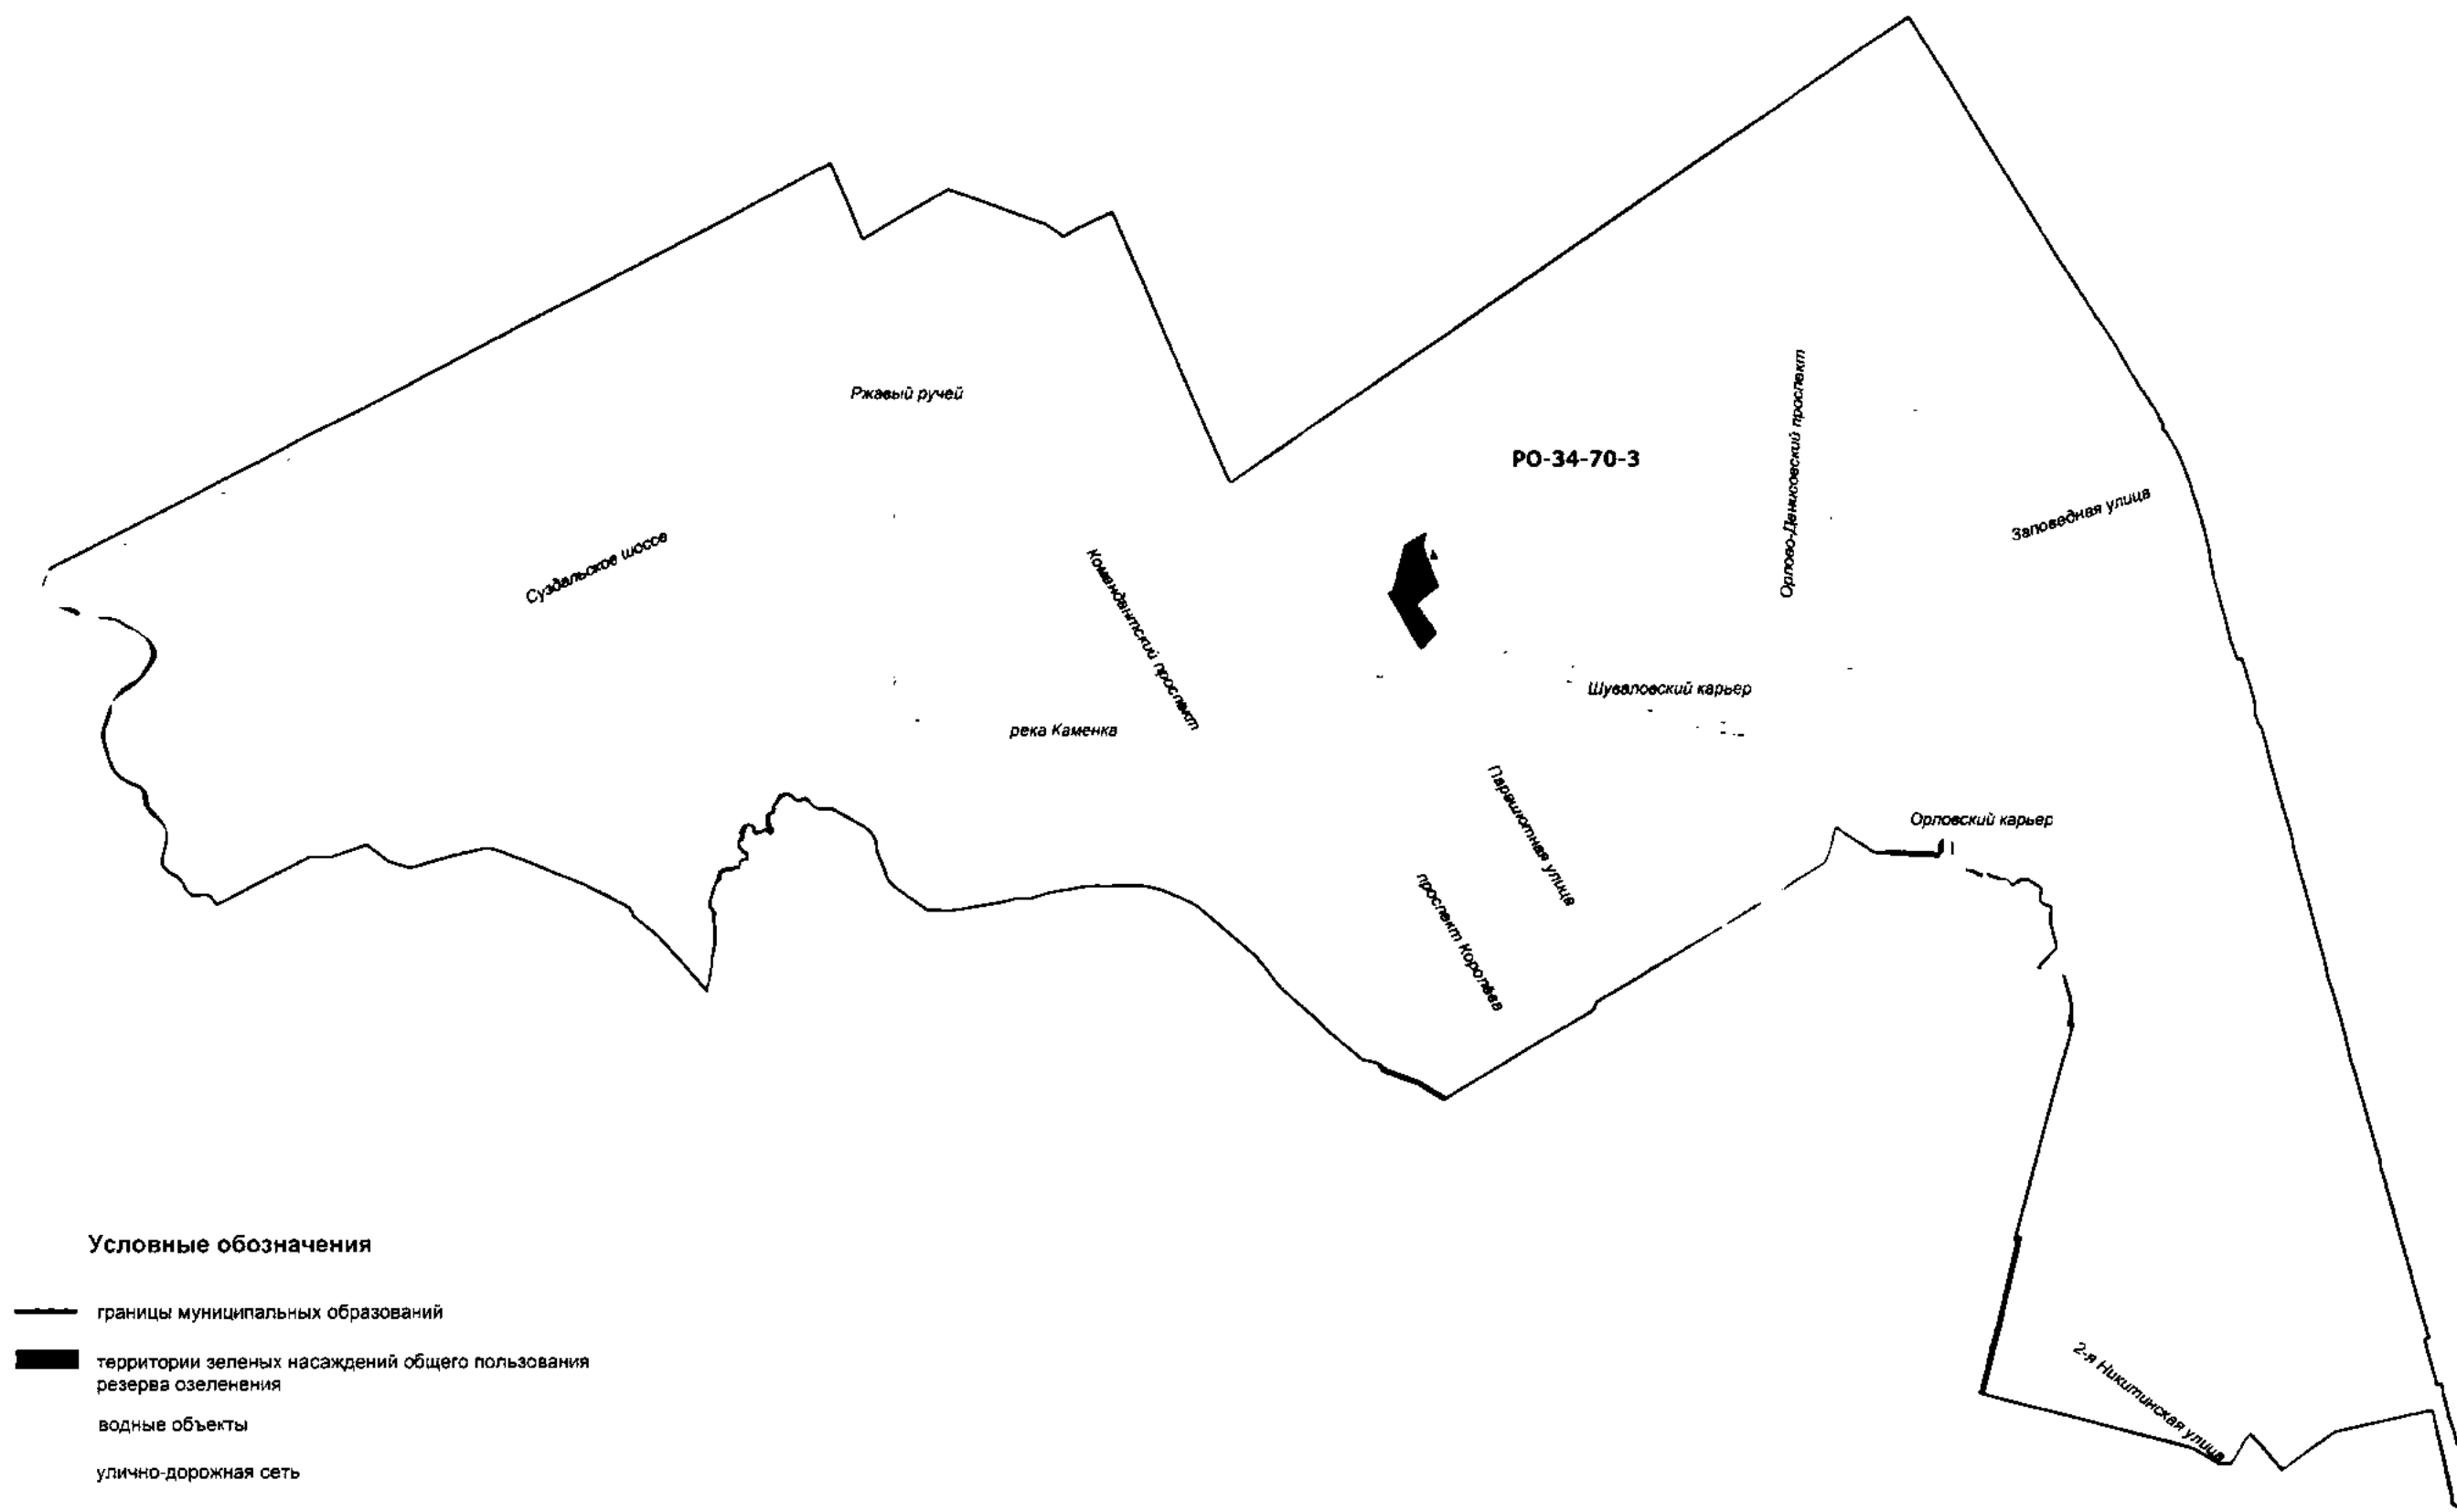 Ржавый ручей
РО-34-70-3
Орлово-Денисовский проспект
Заповедная улица
Суздальское шоссе
Комендантский проспект
Шуваловский карьер
река Каменка
Парашютная улица
Орловский карьер
проспект Королёва
Условные обозначения
границы муниципальных образований
территории зеленых насаждений общего пользования
резерва озеленения
водные объекты
улично-дорожная сеть
2-я Никитинская улица